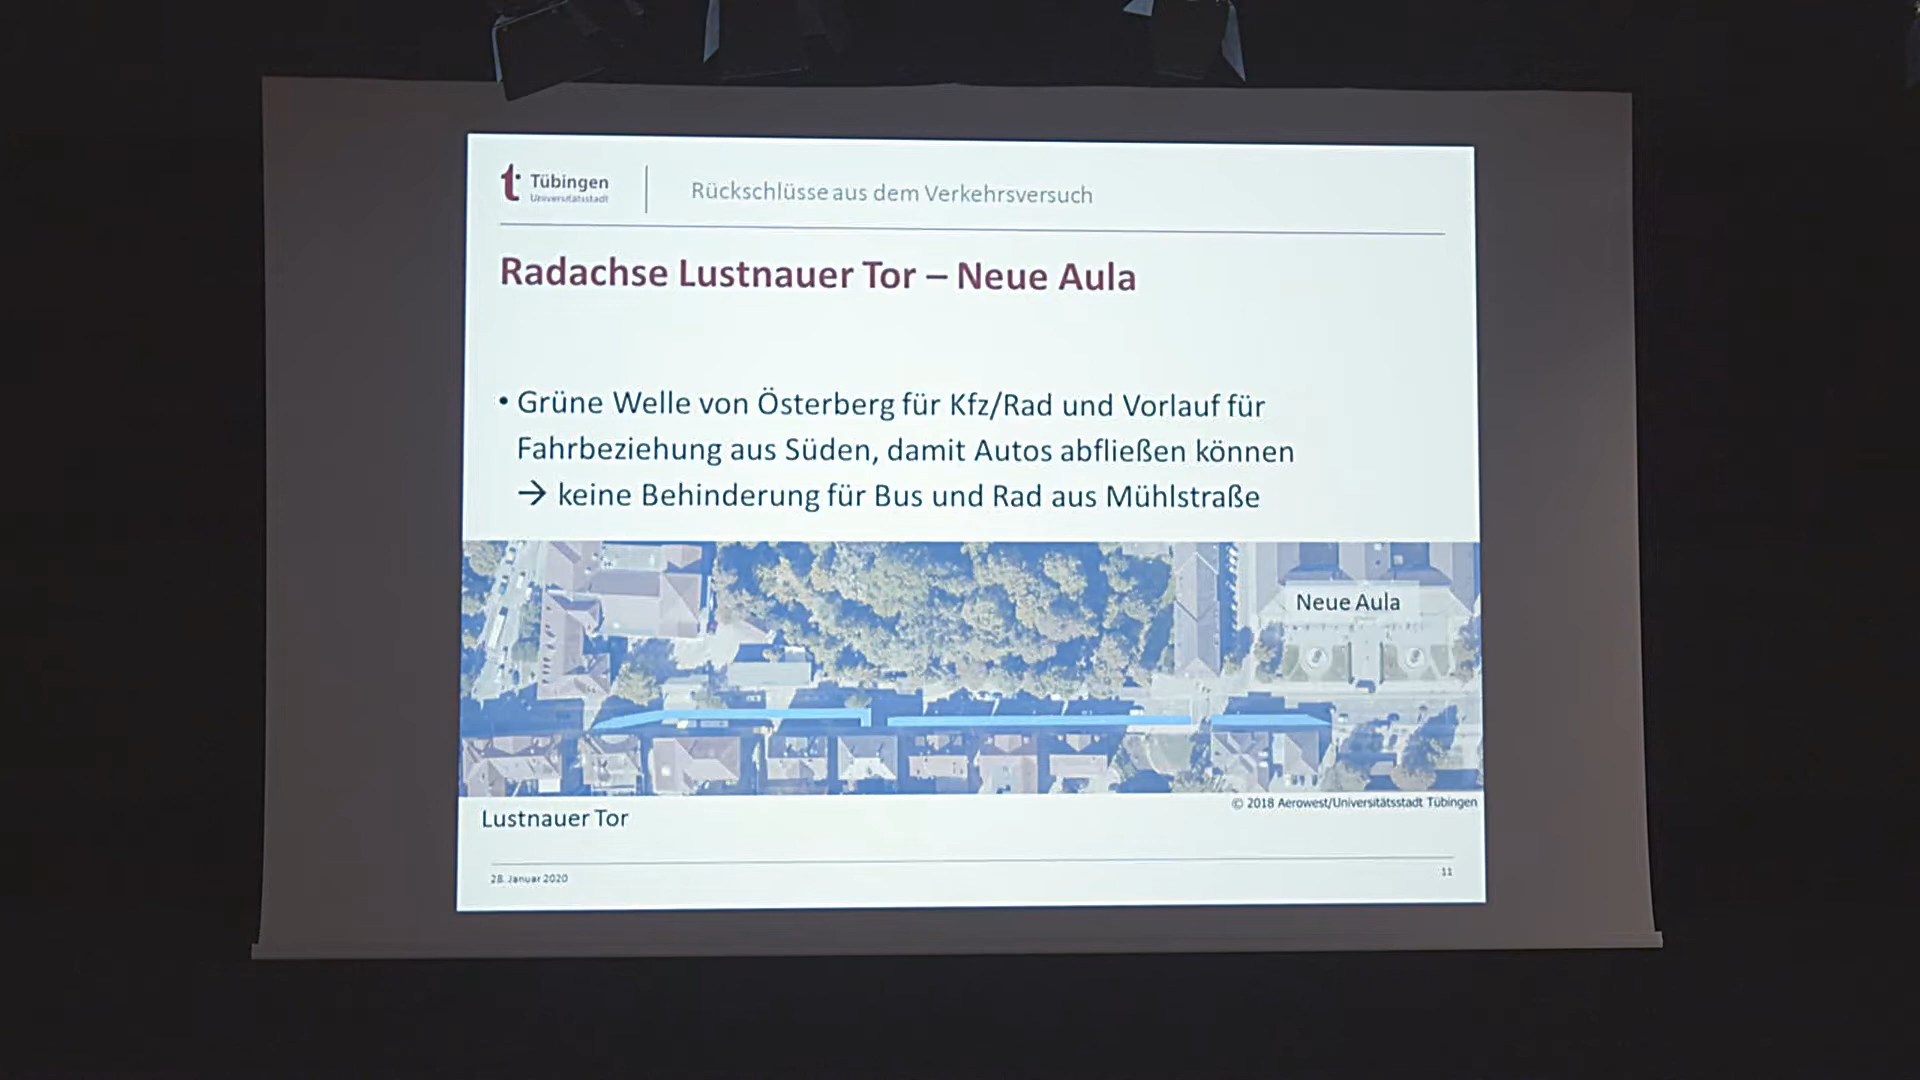 Tübingen
Universitätsstadt
Rückschlüsse aus dem Verkehrsversuch
Radachse Lustnauer Tor – Neue Aula
• Grüne Welle von Österberg für Kfz/Rad und Vorlauf für
Fahrbeziehung aus Süden, damit Autos abfließen können
→ keine Behinderung für Bus und Rad aus Mühlstraße
Neue Aula
© 2018 Aerowest/Universitätsstadt Tübingen
Lustnauer Tor
28. Januar 2020
11